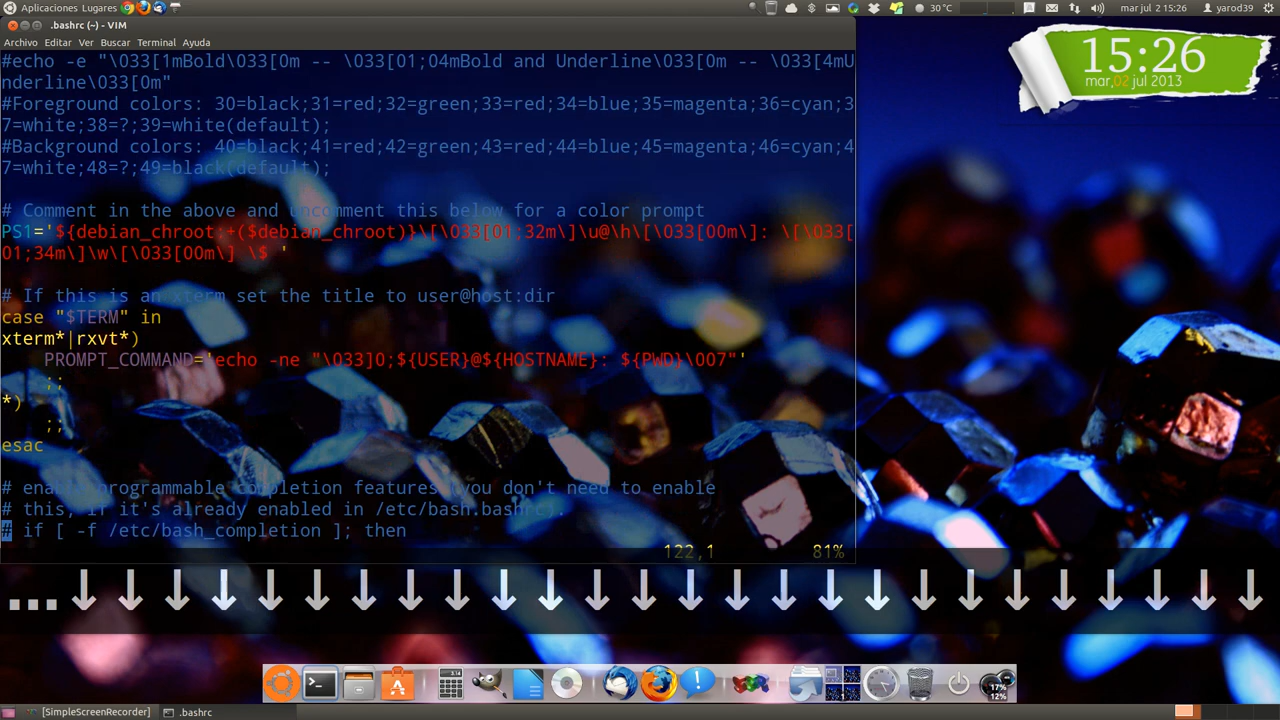 Aplicaciones Lugares
30°C
mar jul 2 15:26
yarod39
.bashrc (~) - VIM
Archivo Editar Ver Buscar Terminal Ayuda
#echo -e "\033[1mBold\033[0m -- \033[01;04mBold and Underline\033[0m -- \033[4mU
nderline\033[0m"
#Foreground colors: 30=black;31=red;32=green;33=red;34=blue;35=magenta;36=cyan;3
7=white;38=?;39=white(default);
#Background colors: 40=black;41=red;42=green;43=red;44=blue;45=magenta;46=cyan;4
7=white;48=?;49=black(default);
# Comment in the above and uncomment this below for a color prompt
PS1='${debian_chroot:+($debian_chroot)}\[\033[01;32m\]\u@\h\[\033[00m\]: \[\033[
01;34m\]\w\[\033[00m\] \$ '
# If this is an xterm set the title to user@host:dir
case "$TERM" in
xterm*|rxvt*)
    PROMPT_COMMAND='echo -ne "\033]0;${USER}@${HOSTNAME}: ${PWD}\007"'
    ;;
*)
    ;;
esac
# enable programmable completion features (you don't need to enable
# this, if it's already enabled in /etc/bash.bashrc).
# if [ -f /etc/bash_completion ]; then
122,1 81%
15:26
mar,02 jul 2013
...↓↓↓↓↓↓↓↓↓↓↓↓↓↓↓↓↓↓↓↓↓↓↓↓↓↓
3.14
17%
12%
[SimpleScreenRecorder]
.bashrc